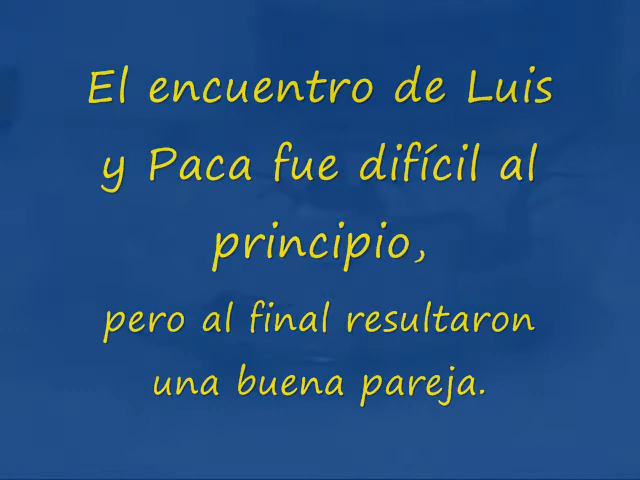 El encuentro de Luis
y Paca fue difícil al
principio,
pero al final resultaron
una buena pareja.